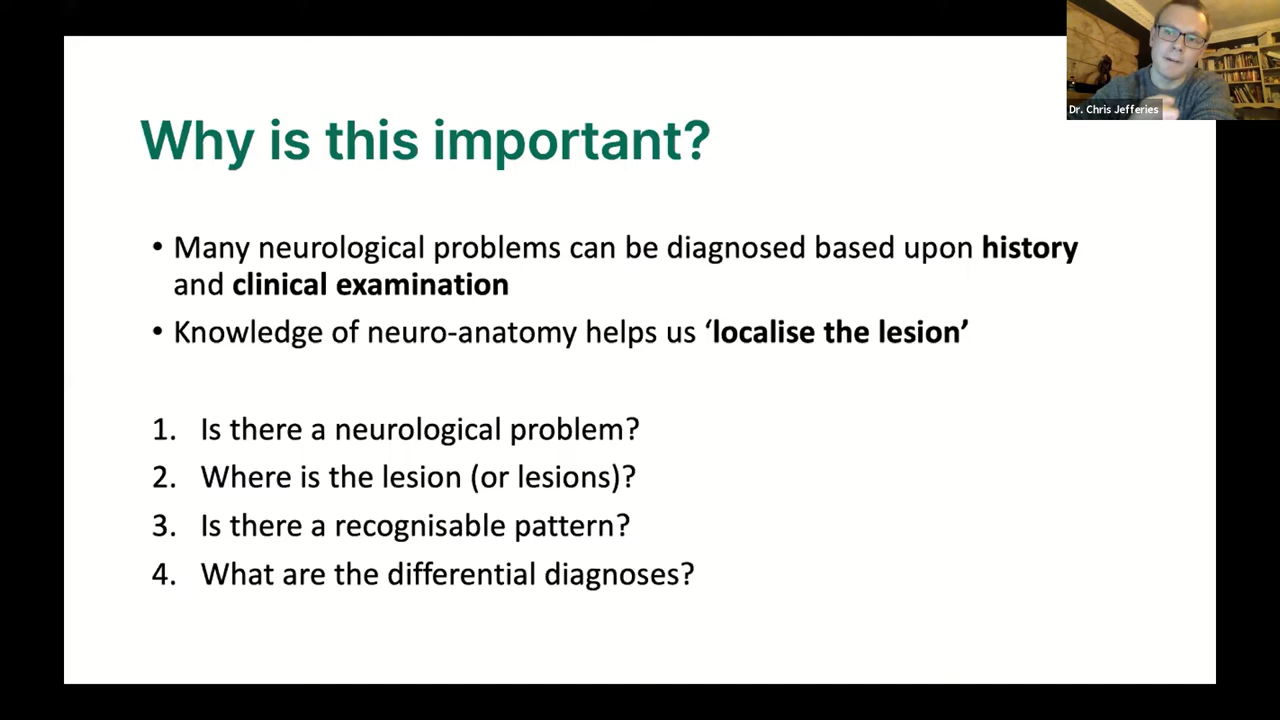 Dr. Chris Jefferies
Why is this important?
• Many neurological problems can be diagnosed based upon history
and clinical examination
• Knowledge of neuro-anatomy helps us ‘localise the lesion’
1. Is there a neurological problem?
2. Where is the lesion (or lesions)?
3. Is there a recognisable pattern?
4. What are the differential diagnoses?